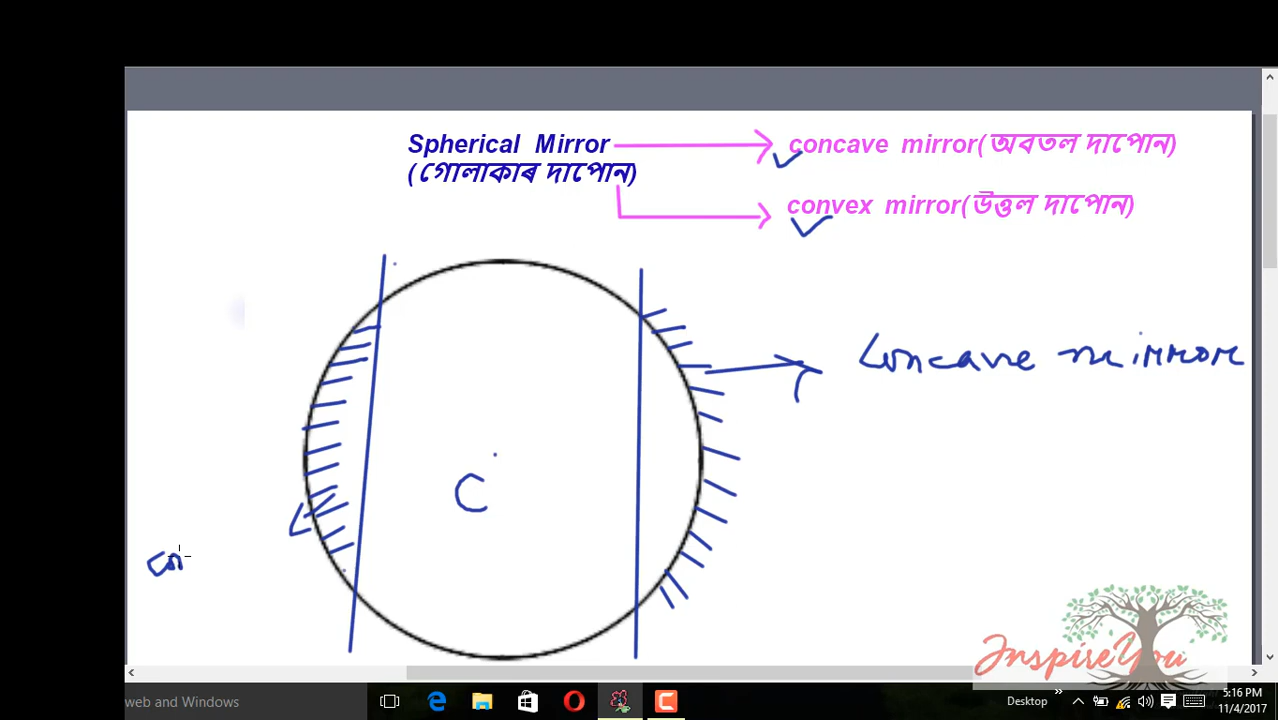 Spherical Mirror
concave mirror(অবতল দাপোন)
(গোলাকাৰ দাপোন)
convex mirror(উত্তল দাপোন)
concave mirror
C
con
InspireYou
web and Windows
Desktop
5:16 PM
11/4/2017